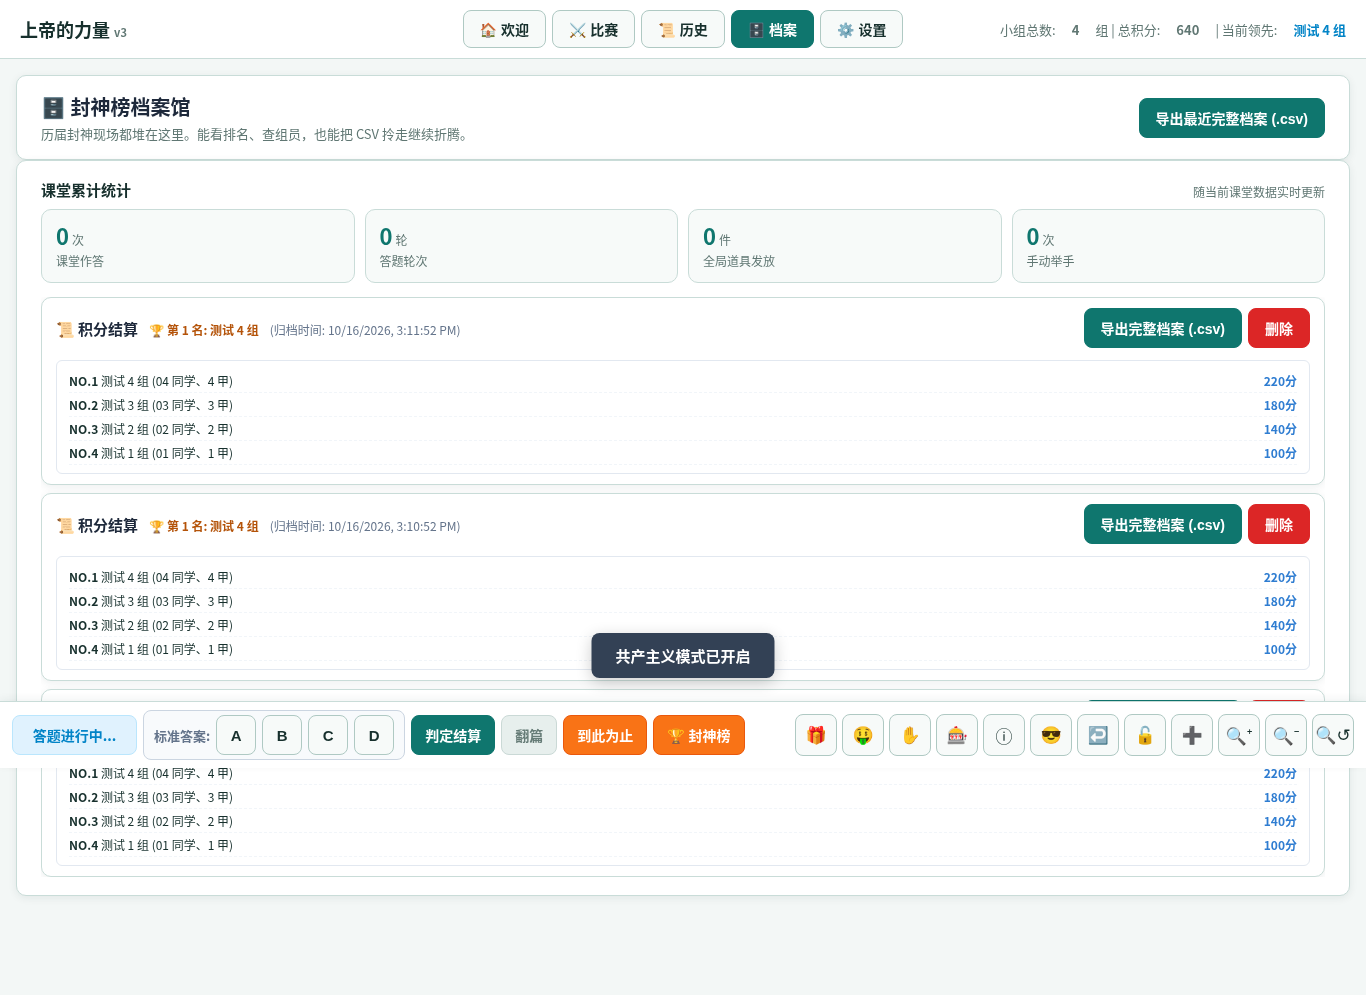 上帝的力量 v3
🏠 欢迎
⚔️ 比赛
📜 历史
🗄️ 档案
⚙️ 设置
小组总数: 4 组 | 总积分: 640 | 当前领先: 测试 4 组
🗄️ 封神榜档案馆
历届封神现场都堆在这里。能看排名、查组员，也能把 CSV 拎走继续折腾。
导出最近完整档案 (.csv)
课堂累计统计
随当前课堂数据实时更新
0 次
课堂作答
0 轮
答题轮次
0 件
全局道具发放
0 次
手动举手
📜 积分结算 🏆 第 1 名: 测试 4 组 (归档时间: 10/16/2026, 3:11:52 PM)
导出完整档案 (.csv)
删除
NO.1 测试 4 组 (04 同学、4 甲) 220分
NO.2 测试 3 组 (03 同学、3 甲) 180分
NO.3 测试 2 组 (02 同学、2 甲) 140分
NO.4 测试 1 组 (01 同学、1 甲) 100分
📜 积分结算 🏆 第 1 名: 测试 4 组 (归档时间: 10/16/2026, 3:10:52 PM)
导出完整档案 (.csv)
删除
NO.1 测试 4 组 (04 同学、4 甲) 220分
NO.2 测试 3 组 (03 同学、3 甲) 180分
NO.3 测试 2 组 (02 同学、2 甲) 140分
NO.4 测试 1 组 (01 同学、1 甲) 100分
共产主义模式已开启
答题进行中...
标准答案: A B C D
判定结算
翻篇
到此为止
🏆 封神榜
NO.1 测试 4 组 (04 同学、4 甲) 220分
NO.2 测试 3 组 (03 同学、3 甲) 180分
NO.3 测试 2 组 (02 同学、2 甲) 140分
NO.4 测试 1 组 (01 同学、1 甲) 100分